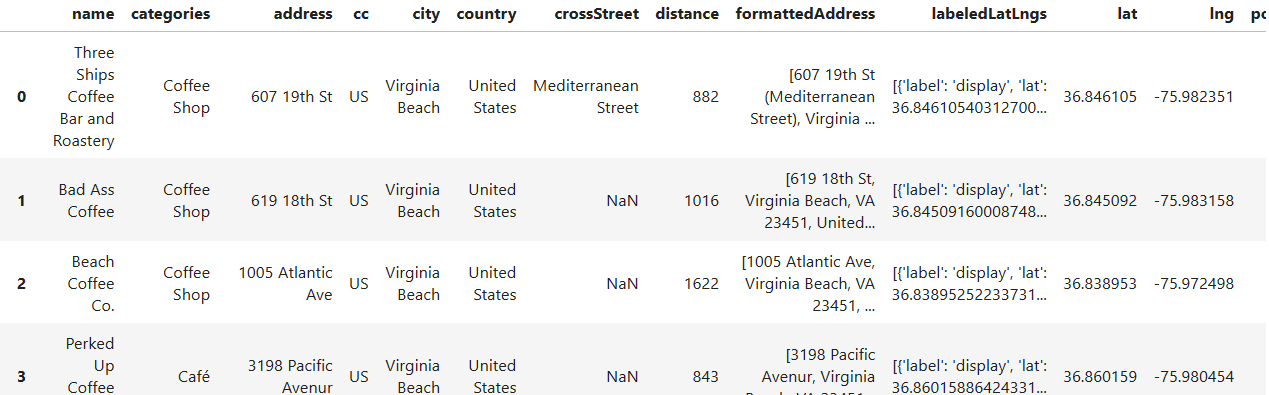 name categories address cc city country crossStreet distance formattedAddress labeledLatLngs lat lng
0 Three Ships Coffee Bar and Roastery Coffee Shop 607 19th St US Virginia Beach United States Mediterranean Street 882 [607 19th St (Mediterranean Street), Virginia ... [{'label': 'display', 'lat': 36.84610540312700... 36.846105 -75.982351
1 Bad Ass Coffee Coffee Shop 619 18th St US Virginia Beach United States NaN 1016 [619 18th St, Virginia Beach, VA 23451, United... [{'label': 'display', 'lat': 36.84509160008748... 36.845092 -75.983158
2 Beach Coffee Co. Coffee Shop 1005 Atlantic Ave US Virginia Beach United States NaN 1622 [1005 Atlantic Ave, Virginia Beach, VA 23451, ... [{'label': 'display', 'lat': 36.83895252233731... 36.838953 -75.972498
3 Perked Up Coffee Café 3198 Pacific Avenur US Virginia Beach United States NaN 843 [3198 Pacific Avenur, Virginia [{'label': 'display', 'lat': 36.86015886424331... 36.860159 -75.980454